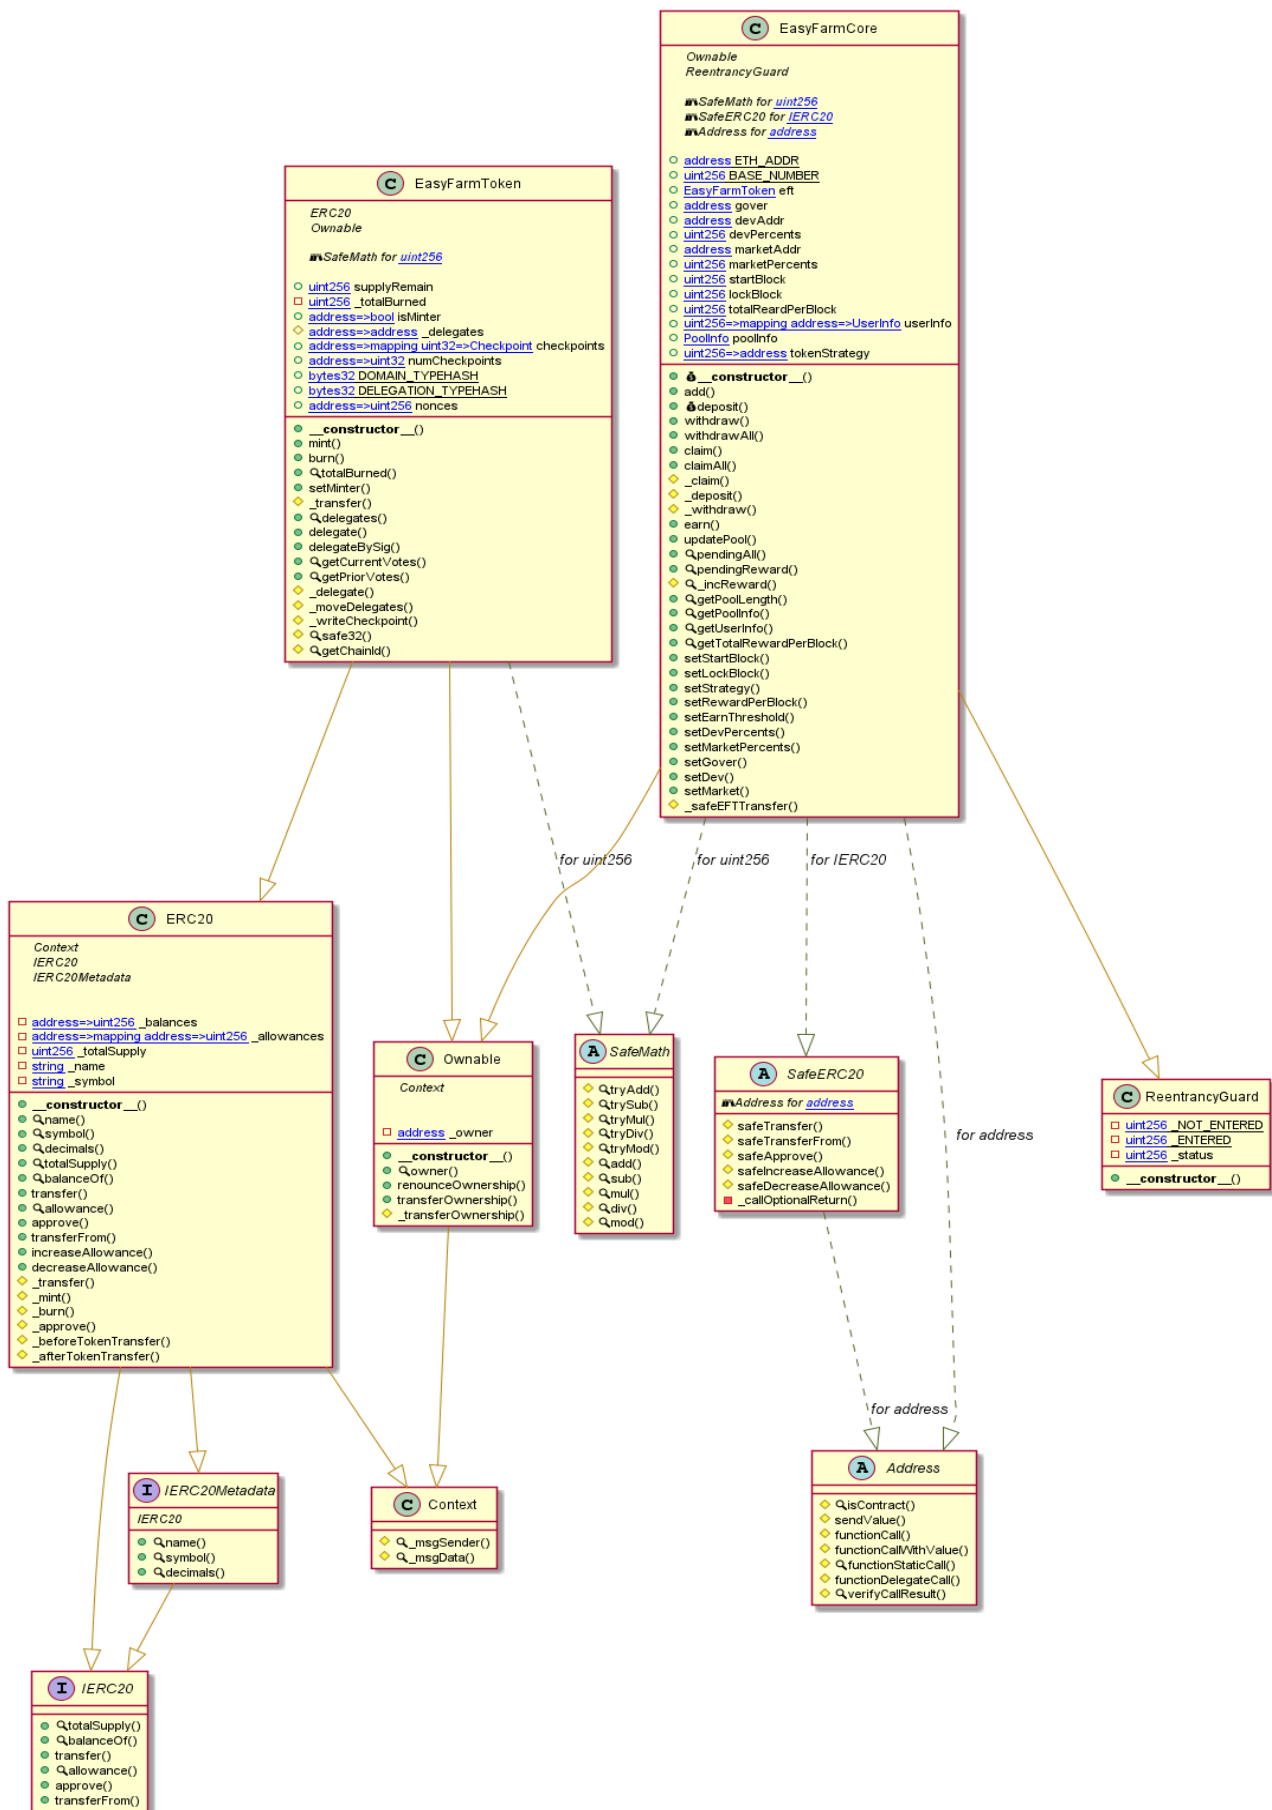 C EasyFarmCore
Ownable
ReentrancyGuard
SafeMath for uint256
SafeERC20 for IERC20
Address for address
address ETH_ADDR
uint256 BASE_NUMBER
EasyFarmToken eft
address gover
address devAddr
uint256 devPercents
address marketAddr
uint256 marketPercents
uint256 startBlock
uint256 lockBlock
uint256 totalReardPerBlock
uint256=>mapping address=>UserInfo userInfo
PoolInfo poolInfo
uint256=>address tokenStrategy
__constructor__()
add()
deposit()
withdraw()
withdrawAll()
claim()
claimAll()
_claim()
_deposit()
_withdraw()
earn()
updatePool()
pendingAll()
pendingReward()
_incReward()
getPoolLength()
getPoolInfo()
getUserInfo()
getTotalRewardPerBlock()
setStartBlock()
setLockBlock()
setStrategy()
setRewardPerBlock()
setEarnThreshold()
setDevPercents()
setMarketPercents()
setGover()
setDev()
setMarket()
_safeEFTTransfer()
C EasyFarmToken
ERC20
Ownable
SafeMath for uint256
uint256 supplyRemain
uint256 _totalBurned
address=>bool isMinter
address=>address _delegates
address=>mapping uint32=>Checkpoint checkpoints
address=>uint32 numCheckpoints
bytes32 DOMAIN_TYPEHASH
bytes32 DELEGATION_TYPEHASH
address=>uint256 nonces
__constructor__()
mint()
burn()
totalBurned()
setMinter()
_transfer()
delegates()
delegate()
delegateBySig()
getCurrentVotes()
getPriorVotes()
_delegate()
_moveDelegates()
_writeCheckpoint()
safe32()
getChainId()
for uint256
for uint256
for IERC20
C ERC20
Context
IERC20
IERC20Metadata
address=>uint256 _balances
address=>mapping address=>uint256 _allowances
uint256 _totalSupply
string _name
string _symbol
__constructor__()
name()
symbol()
decimals()
totalSupply()
balanceOf()
transfer()
allowance()
approve()
transferFrom()
increaseAllowance()
decreaseAllowance()
_transfer()
_mint()
_burn()
_approve()
_beforeTokenTransfer()
_afterTokenTransfer()
C Ownable
Context
address _owner
__constructor__()
owner()
renounceOwnership()
transferOwnership()
_transferOwnership()
A SafeMath
tryAdd()
trySub()
tryMul()
tryDiv()
tryMod()
add()
sub()
mul()
div()
mod()
A SafeERC20
Address for address
safeTransfer()
safeTransferFrom()
safeApprove()
safeIncreaseAllowance()
safeDecreaseAllowance()
_callOptionalReturn()
for address
C ReentrancyGuard
uint256 _NOT_ENTERED
uint256 _ENTERED
uint256 _status
__constructor__()
for address
I IERC20Metadata
IERC20
name()
symbol()
decimals()
C Context
_msgSender()
_msgData()
A Address
isContract()
sendValue()
functionCall()
functionCallWithValue()
functionStaticCall()
functionDelegateCall()
verifyCallResult()
I IERC20
totalSupply()
balanceOf()
transfer()
allowance()
approve()
transferFrom()